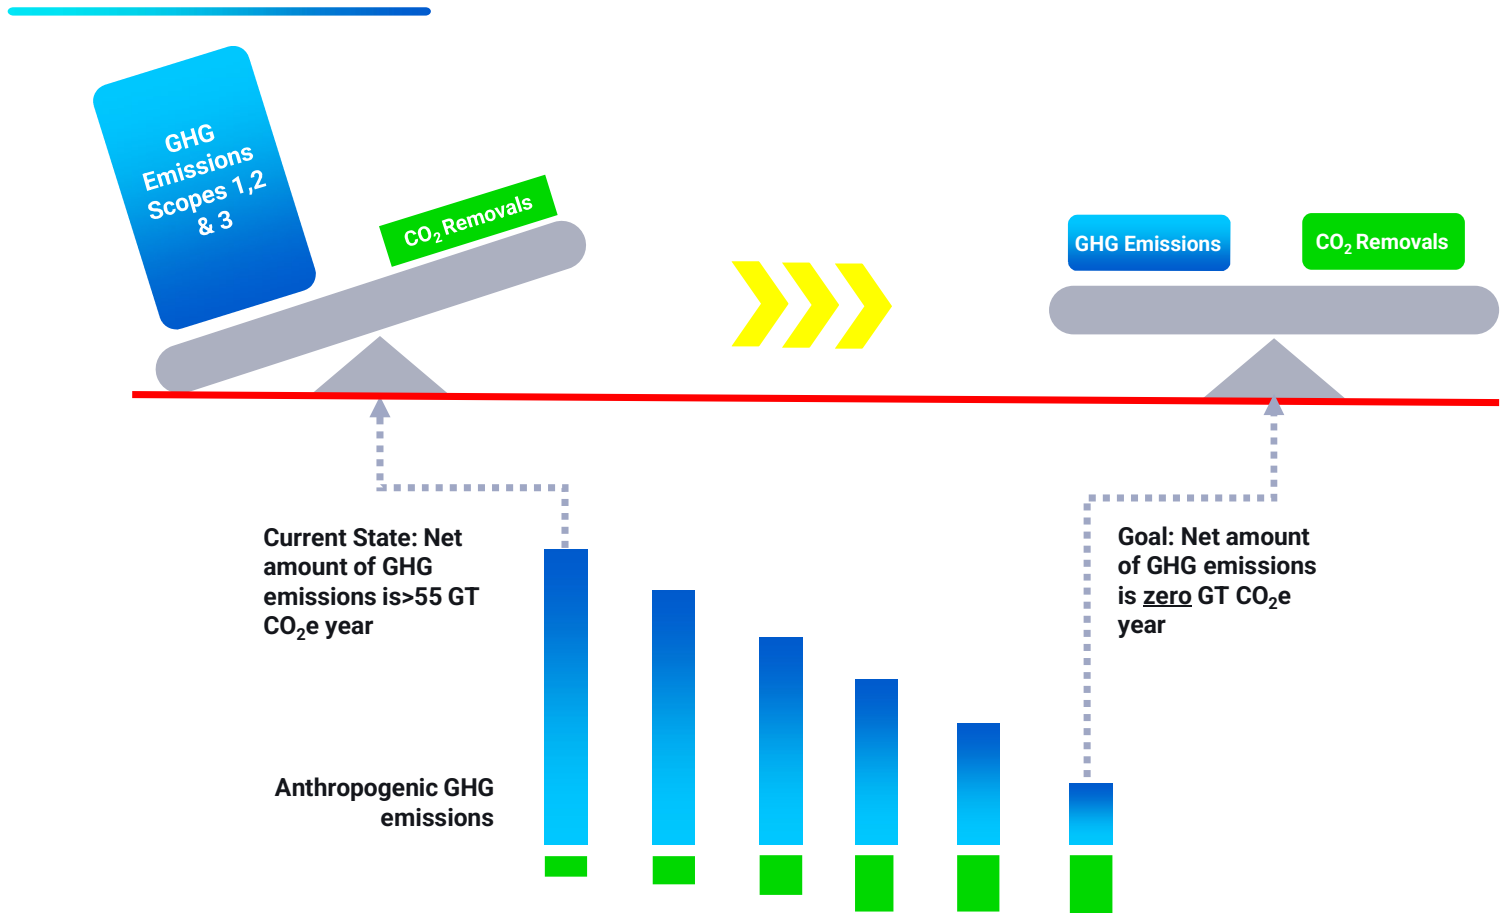 GHG
Emissions
Scopes 1,2
& 3
CO₂ Removals
GHG Emissions
CO₂ Removals
Current State: Net
amount of GHG
emissions is>55 GT
CO₂e year
Goal: Net amount
of GHG emissions
is zero GT CO₂e
year
Anthropogenic GHG
emissions